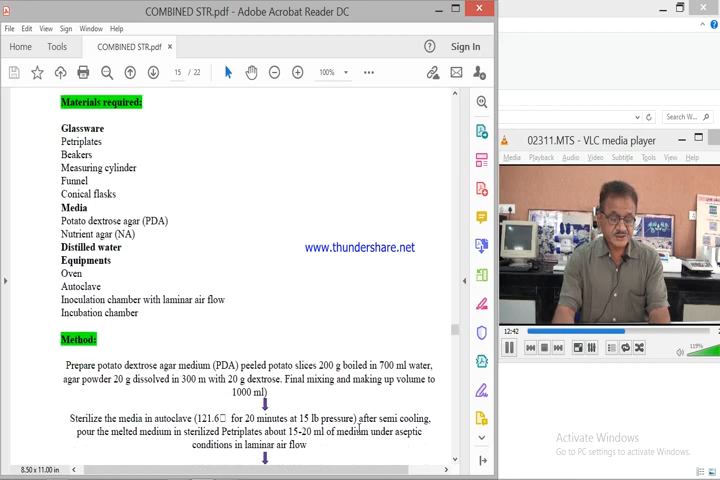 COMBINED STR.pdf - Adobe Acrobat Reader DC
File Edit View Sign Window Help
Home Tools COMBINED STR.pdf × Sign In
15 / 22 100%
Materials required:
Glassware
Petriplates
Beakers
Measuring cylinder
Funnel
Conical flasks
Media
Potato dextrose agar (PDA)
Nutrient agar (NA)
Distilled water
Equipments
Oven
Autoclave
Inoculation chamber with laminar air flow
Incubation chamber
www.thundershare.net
Method:
Prepare potato dextrose agar medium (PDA) peeled potato slices 200 g boiled in 700 ml water,
agar powder 20 g dissolved in 300 m with 20 g dextrose. Final mixing and making up volume to
1000 ml)
Sterilize the media in autoclave (121.6□ for 20 minutes at 15 lb pressure) after semi cooling,
pour the melted medium in sterilized Petriplates about 15-20 ml of medium under aseptic
conditions in laminar air flow
8.50 x 11.00 in
Search W...
02311.MTS - VLC media player
Media Playback Audio Video Subtitle Tools View Help
12:42
119%
Activate Windows
Go to PC settings to activate Windows.